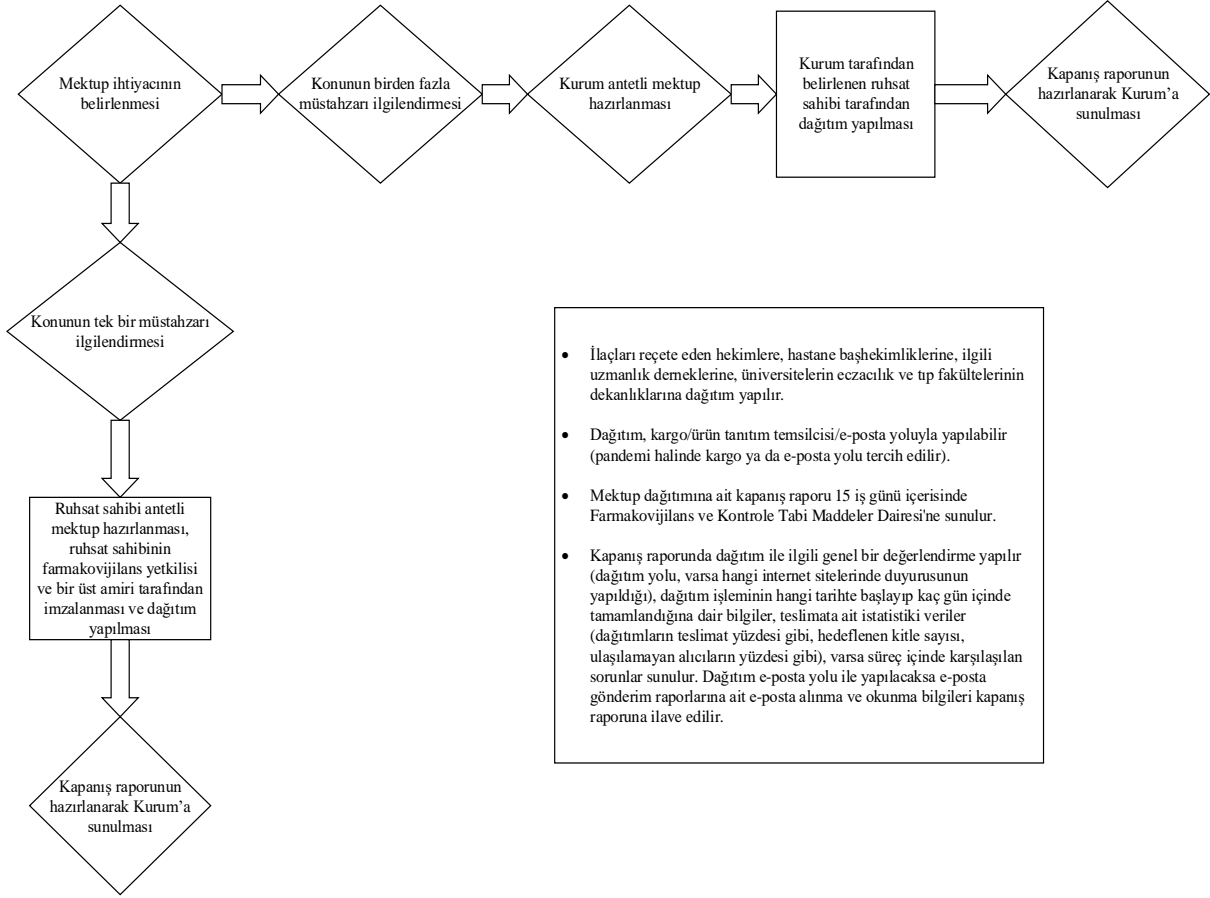 Mektup ihtiyacının
belirlenmesi
Konunun birden fazla
müstahzarı ilgilendirmesi
Kurum antetli mektup
hazırlanması
Kurum tarafından
belirlenen ruhsat
sahibi tarafından
dağıtım yapılması
Kapanış raporunun
hazırlanarak Kurum’a
sunulması
Konunun tek bir müstahzarı
ilgilendirmesi
Ruhsat sahibi antetli
mektup hazırlanması,
ruhsat sahibinin
farmakovijilans yetkilisi
ve bir üst amiri tarafından
imzalanması ve dağıtım
yapılması
Kapanış raporunun
hazırlanarak Kurum’a
sunulması
• İlaçları reçete eden hekimlere, hastane başhekimliklerine, ilgili
uzmanlık derneklerine, üniversitelerin eczacılık ve tıp fakültelerinin
dekanlıklarına dağıtım yapılır.
• Dağıtım, kargo/ürün tanıtım temsilcisi/e-posta yoluyla yapılabilir
(pandemi halinde kargo ya da e-posta yolu tercih edilir).
• Mektup dağıtımına ait kapanış raporu 15 iş günü içerisinde
Farmakovijilans ve Kontrole Tabi Maddeler Dairesi'ne sunulur.
• Kapanış raporunda dağıtım ile ilgili genel bir değerlendirme yapılır
(dağıtım yolu, varsa hangi internet sitelerinde duyurusunun
yapıldığı), dağıtım işleminin hangi tarihte başlayıp kaç gün içinde
tamamlandığına dair bilgiler, teslimata ait istatistiki veriler
(dağıtımların teslimat yüzdesi gibi, hedeflenen kitle sayısı,
ulaşılamayan alıcıların yüzdesi gibi), varsa süreç içinde karşılaşılan
sorunlar sunulur. Dağıtım e-posta yolu ile yapılacaksa e-posta
gönderim raporlarına ait e-posta alınma ve okunma bilgileri kapanış
raporuna ilave edilir.